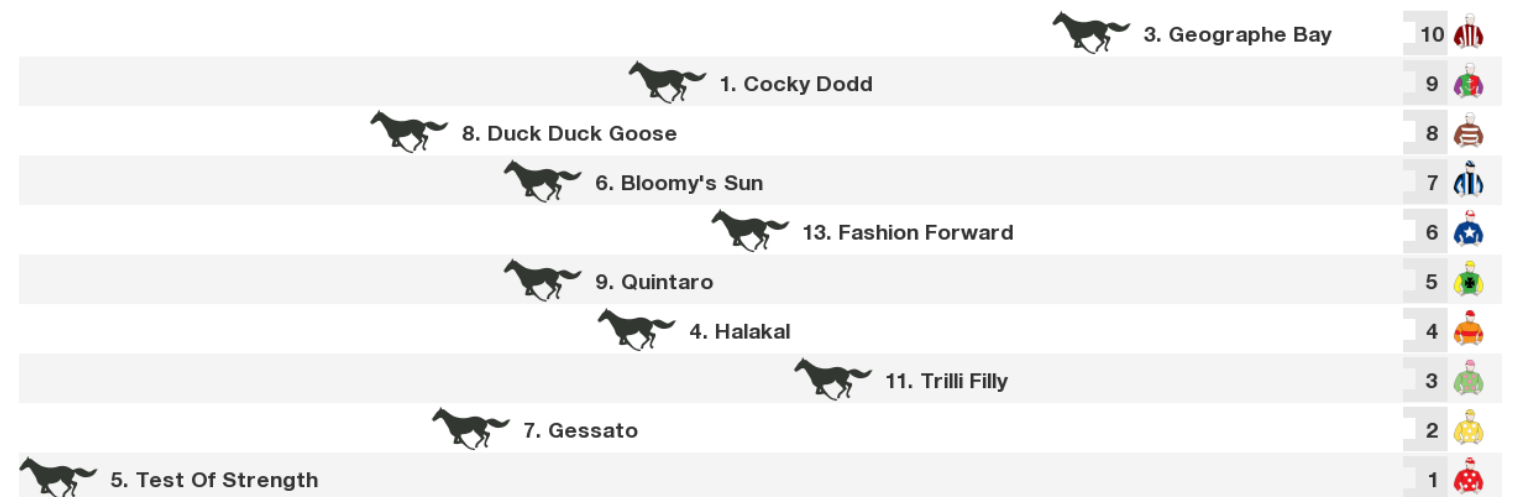 3. Geographe Bay 10
1. Cocky Dodd 9
8. Duck Duck Goose 8
6. Bloomy's Sun 7
13. Fashion Forward 6
9. Quintaro 5
4. Halakal 4
11. Trilli Filly 3
7. Gessato 2
5. Test Of Strength 1